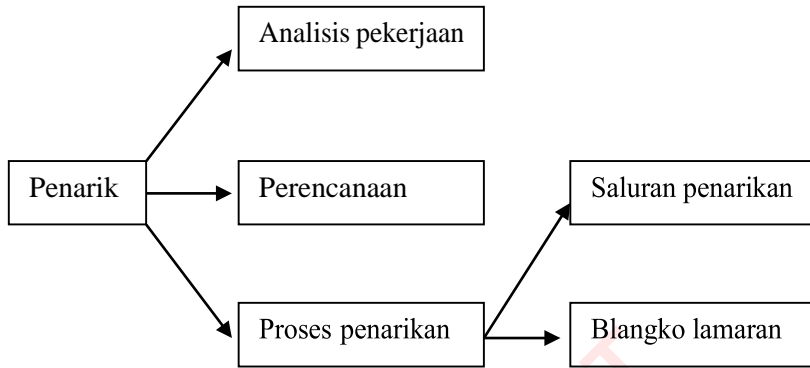 Analisis pekerjaan
Penarik
Perencanaan
Saluran penarikan
Proses penarikan
Blangko lamaran